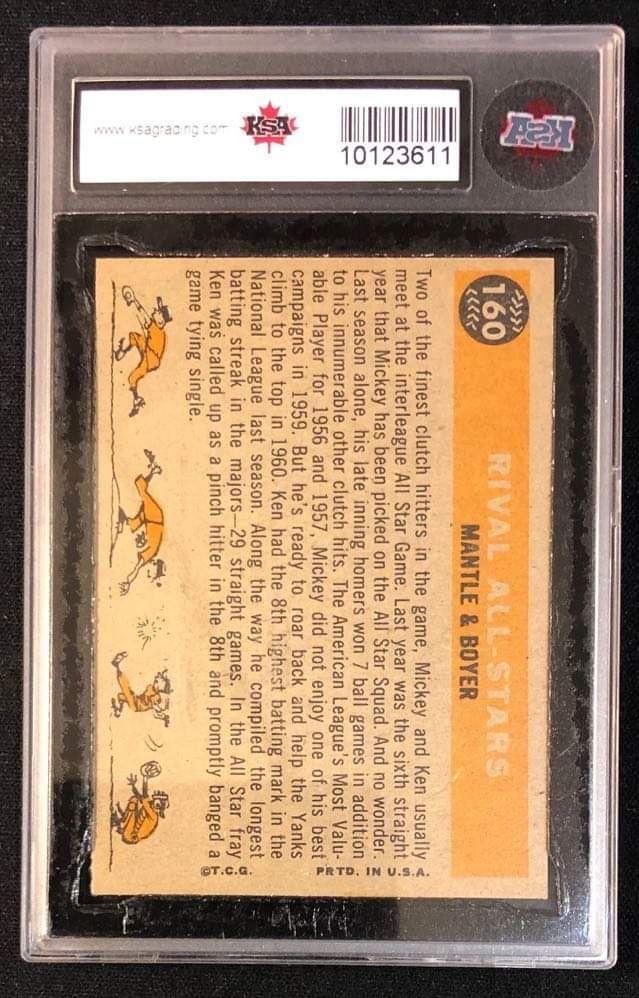 www.ksagrading.com
KSA
10123611
KSA
160
RIVAL ALL-STARS
MANTLE & BOYER
Two of the finest clutch hitters in the game, Mickey and Ken usually
meet at the interleague All Star Game. Last year was the sixth straight
year that Mickey has been picked on the All Star Squad. And no wonder.
Last season alone, his late inning homers won 7 ball games in addition
to his innumerable other clutch hits. The American League's Most Valu-
able Player for 1956 and 1957, Mickey did not enjoy one of his best
campaigns in 1959. But he's ready to roar back and help the Yanks
climb to the top in 1960. Ken had the 8th highest batting mark in the
National League last season. Along the way he compiled the longest
batting streak in the majors—29 straight games. In the All Star fray
Ken was called up as a pinch hitter in the 8th and promptly banged a
game tying single.
PRTD. IN U.S.A.
©T.C.G.